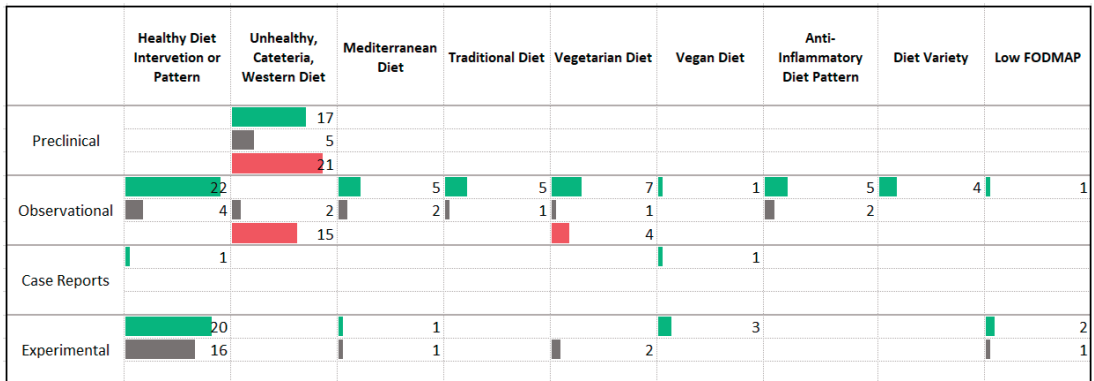 Healthy Diet Intervetion or Pattern
Unhealthy, Cateteria, Western Diet
Mediterranean Diet
Traditional Diet
Vegetarian Diet
Vegan Diet
Anti-Inflammatory Diet Pattern
Diet Variety
Low FODMAP
Preclinical
17
5
21
Observational
22 5 5 7 1 5 4 1
4 2 2 1 1 2
15 4
Case Reports
1 1
Experimental
20 1 3 2
16 1 2 1